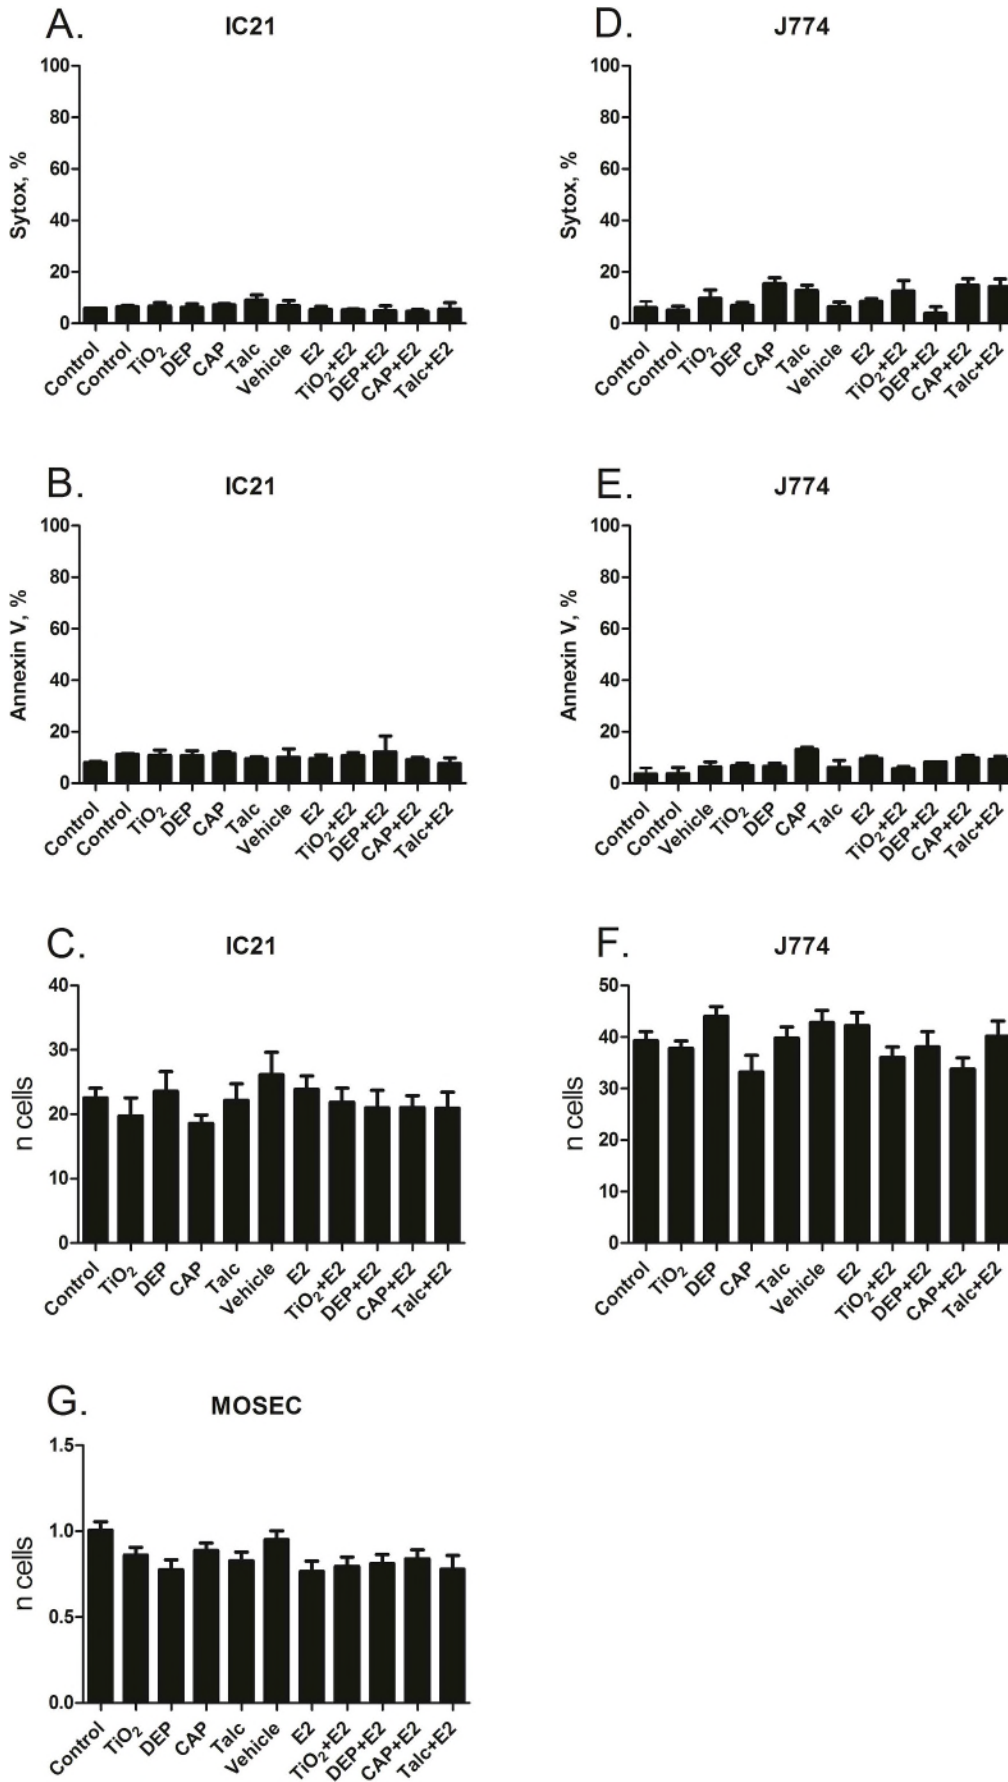 A.
IC21
100
80
60
40
20
0
Sytox, %
Control
Control
TiO₂
DEP
CAP
Talc
Vehicle
E2
TiO₂+E2
DEP+E2
CAP+E2
Talc+E2
D.
J774
100
80
60
40
20
0
Sytox, %
Control
Control
TiO₂
DEP
CAP
Talc
Vehicle
E2
TiO₂+E2
DEP+E2
CAP+E2
Talc+E2
B.
IC21
100
80
60
40
20
0
Annexin V, %
Control
Control
TiO₂
DEP
CAP
Talc
Vehicle
E2
TiO₂+E2
DEP+E2
CAP+E2
Talc+E2
E.
J774
100
80
60
40
20
0
Annexin V, %
Control
Control
Vehicle
TiO₂
DEP
CAP
Talc
E2
TiO₂+E2
DEP+E2
CAP+E2
Talc+E2
C.
IC21
40
30
20
10
0
n cells
Control
TiO₂
DEP
CAP
Talc
Vehicle
E2
TiO₂+E2
DEP+E2
CAP+E2
Talc+E2
F.
J774
50
40
30
20
10
0
n cells
Control
TiO₂
DEP
CAP
Talc
Vehicle
E2
TiO₂+E2
DEP+E2
CAP+E2
Talc+E2
G.
MOSEC
1.5
1.0
0.5
0.0
n cells
Control
TiO₂
DEP
CAP
Talc
Vehicle
E2
TiO₂+E2
DEP+E2
CAP+E2
Talc+E2